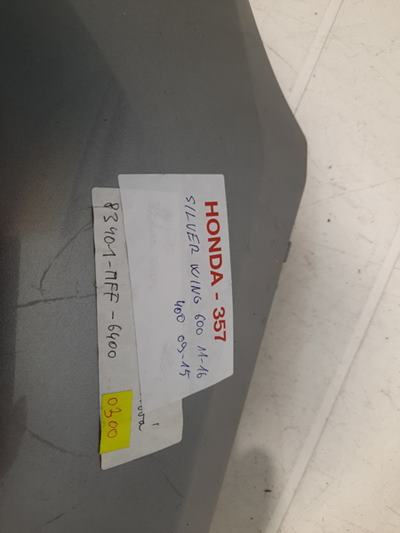 HONDA - 357
SILVER WING 600 11-16
400 09-15
83401-MFF-6400
0300